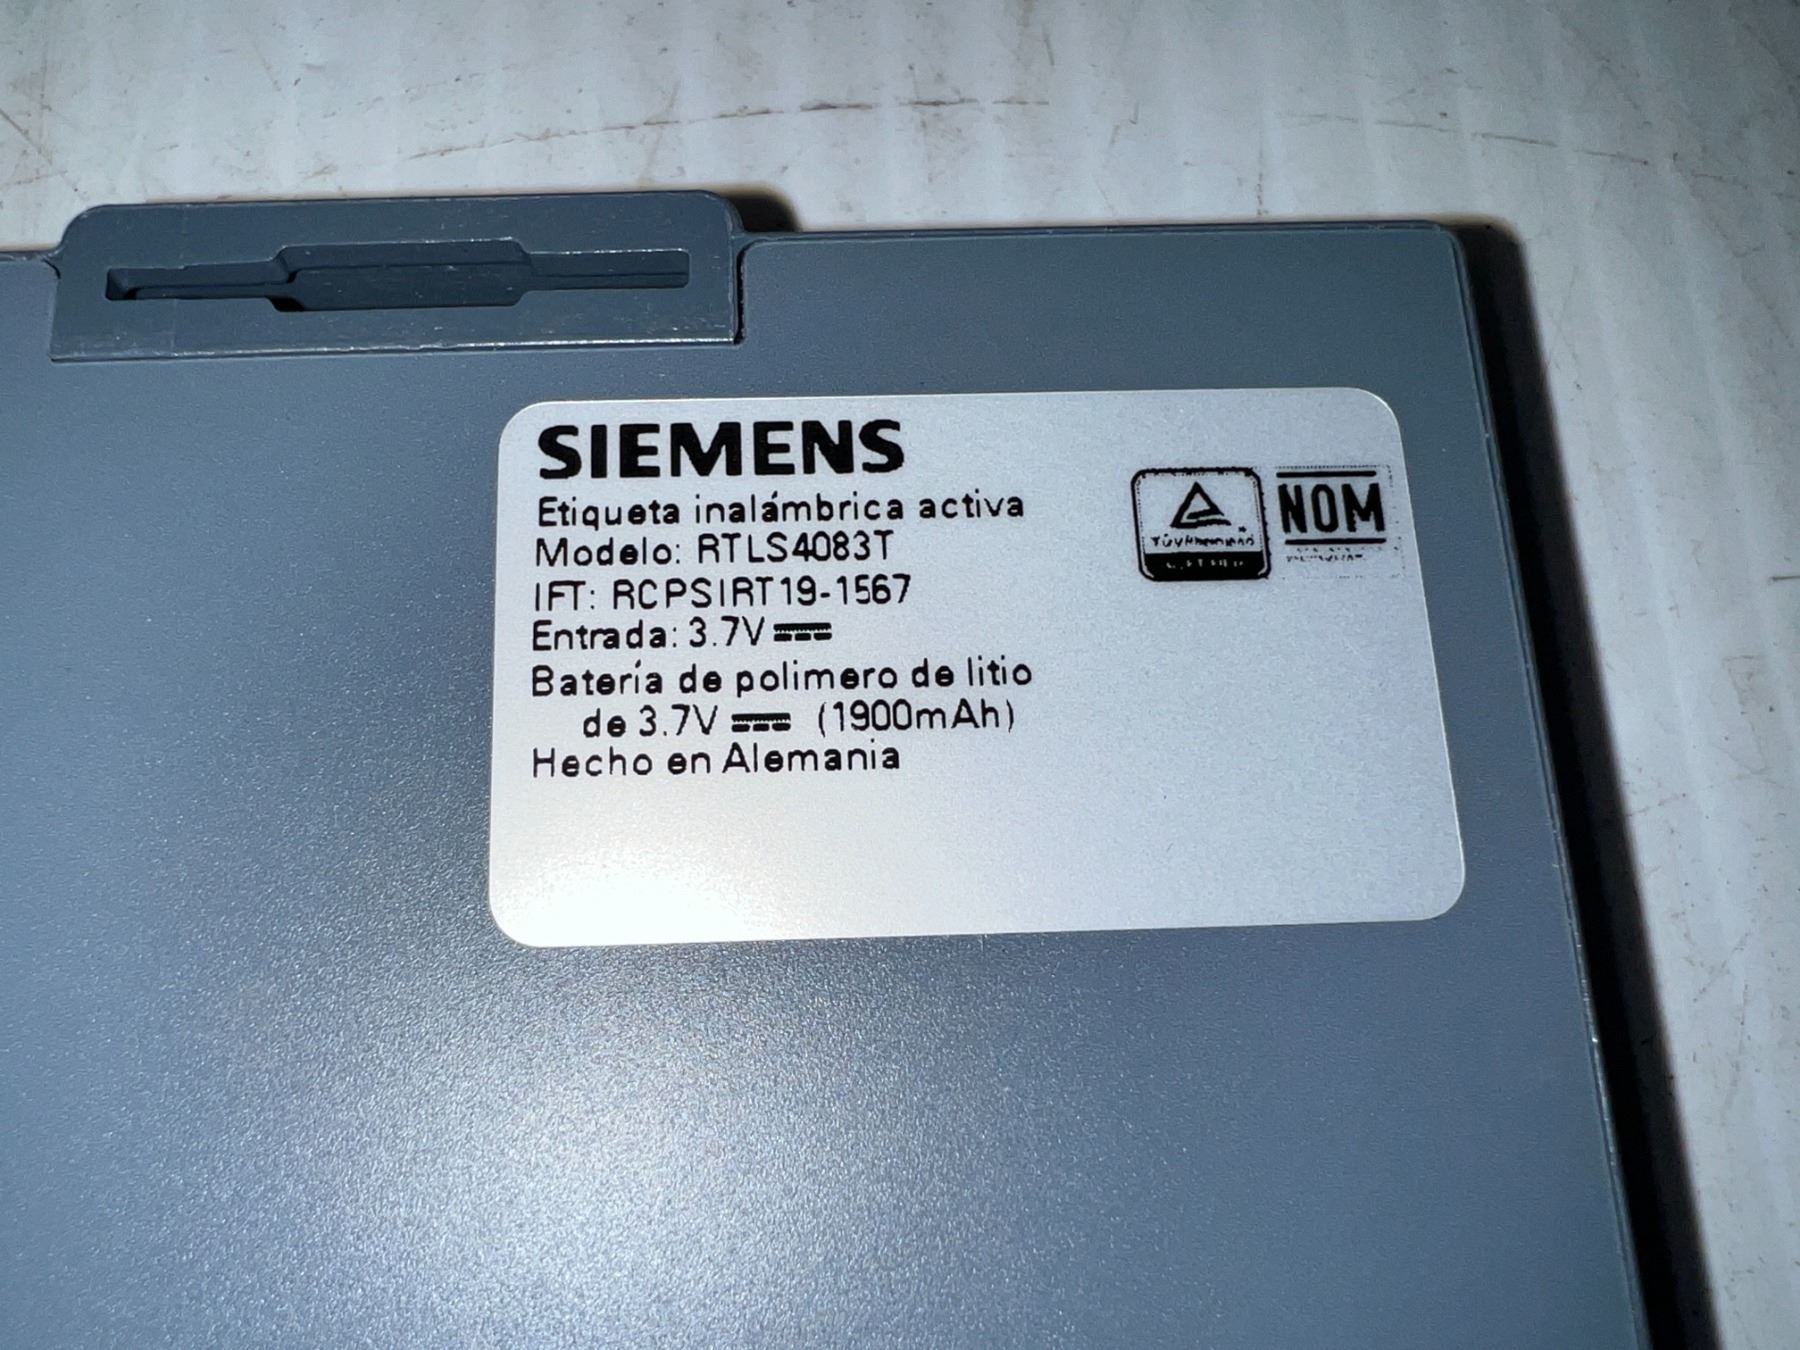 SIEMENS
Etiqueta inalámbrica activa
Modelo: RTLS4083T
IFT: RCPSIRT19-1567
Entrada: 3.7V
Batería de polimero de litio
de 3.7V (1900mAh)
Hecho en Alemania
TÜVRheinland
NOM